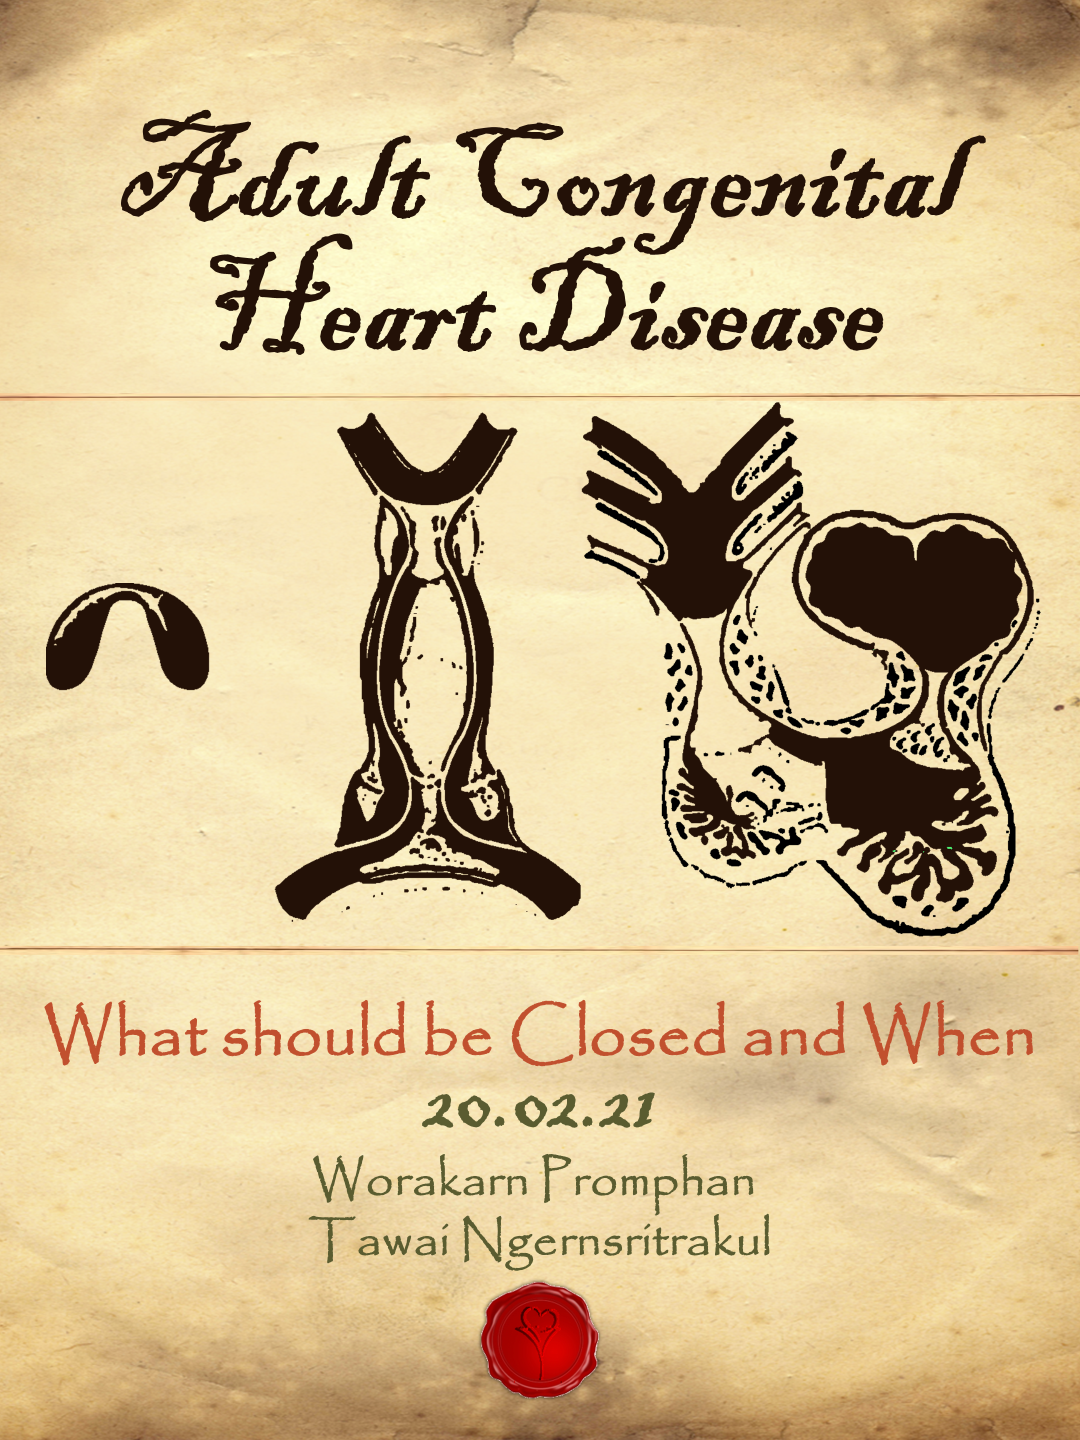 Adult Congenital
Heart Disease
What should be Closed and When
20.02.21
Worakarn Promphan
Tawai Ngernsritrakul